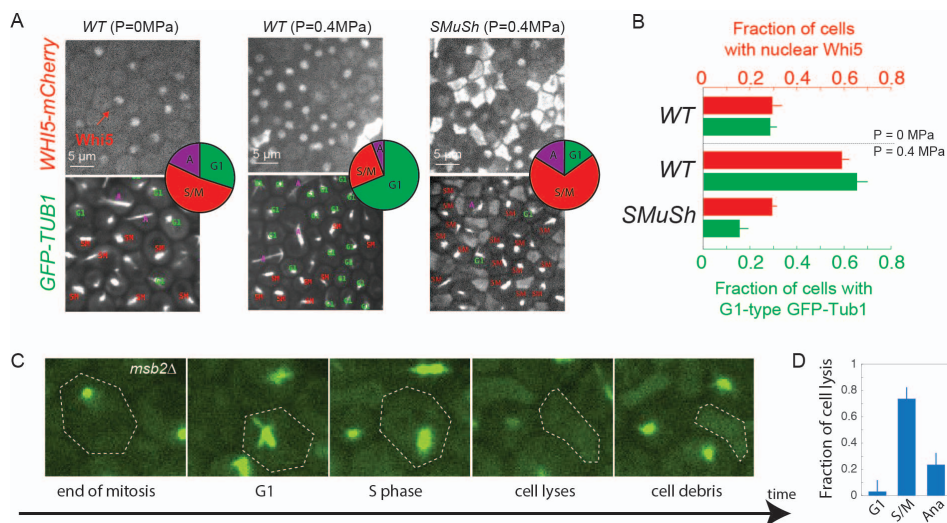 A
WT (P=0MPa)
WT (P=0.4MPa)
SMuSh (P=0.4MPa)
WHI5-mCherry
Whi5
5 μm
5 μm
5 μm
A
G1
S/M
A
S/M
G1
A
G1
S/M
GFP-TUB1
B
Fraction of cells
with nuclear Whi5
0 0.2 0.4 0.6 0.8
WT
P = 0 MPa
P = 0.4 MPa
WT
SMuSh
0 0.2 0.4 0.6 0.8
Fraction of cells with
G1-type GFP-Tub1
C
msb2Δ
end of mitosis
G1
S phase
cell lyses
cell debris
time
D
Fraction of cell lysis
1
0.8
0.6
0.4
0.2
0
G1
S/M
Ana